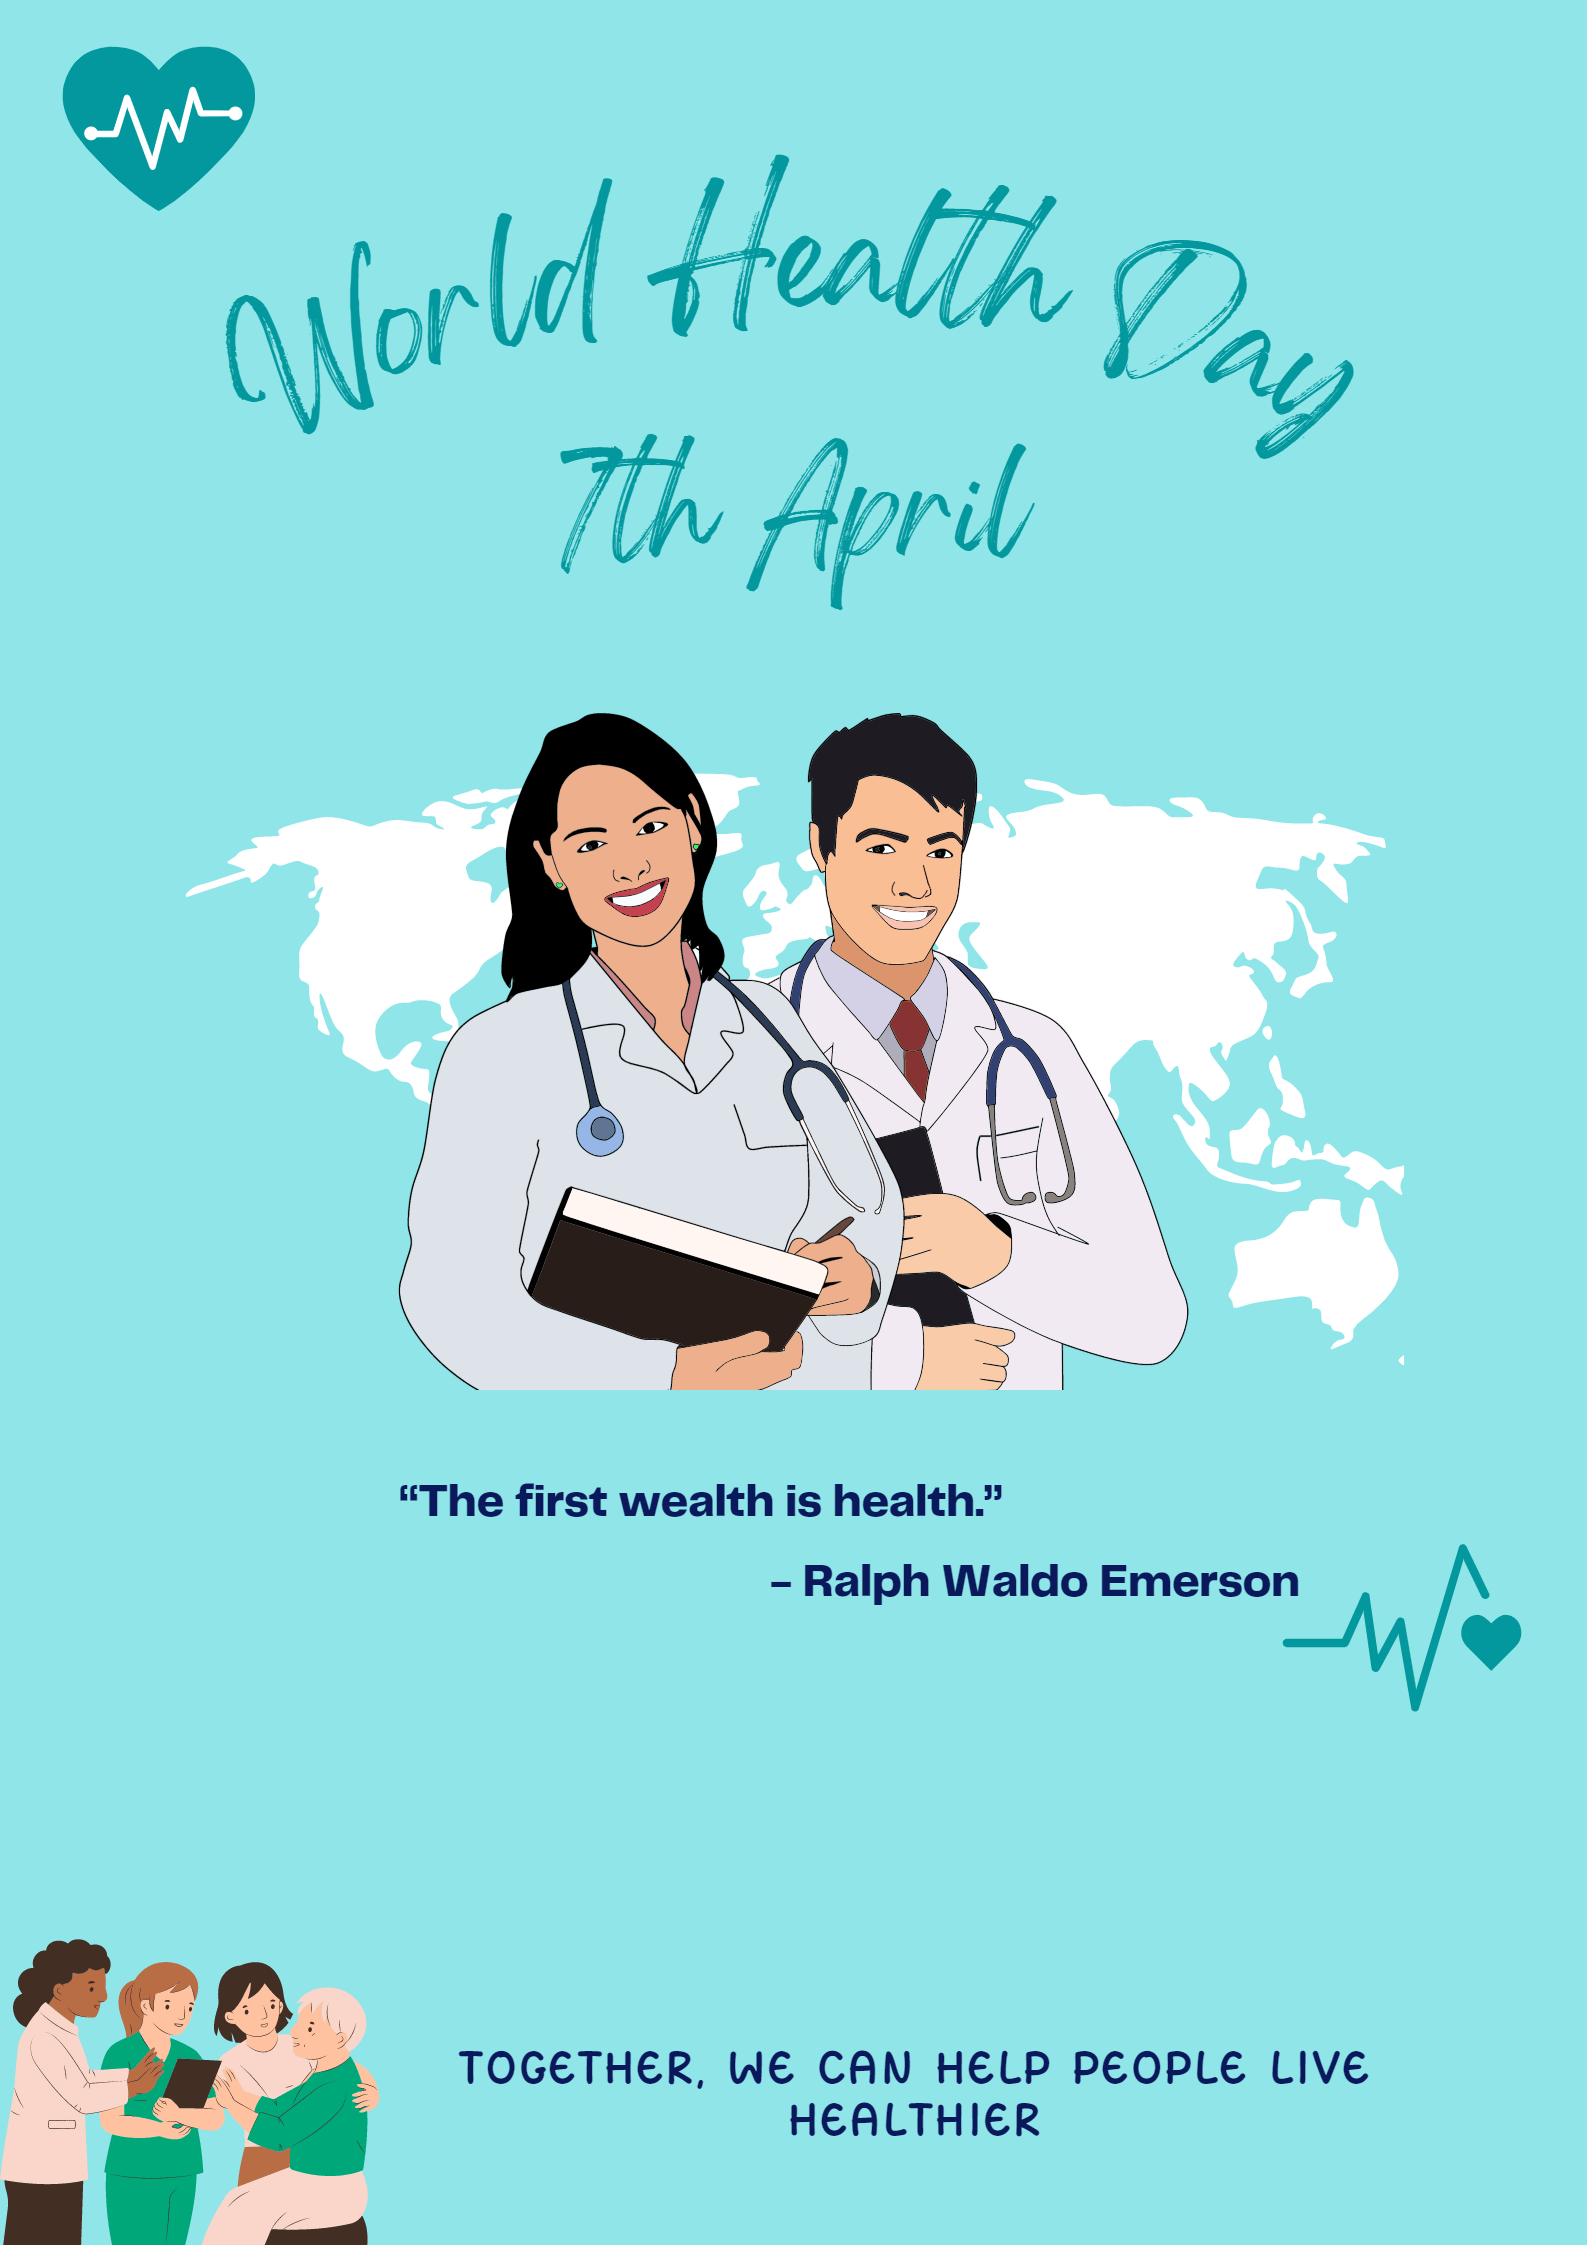 World Health Day
7th April
“The first wealth is health.”
– Ralph Waldo Emerson
TOGETHER, WE CAN HELP PEOPLE LIVE
HEALTHIER